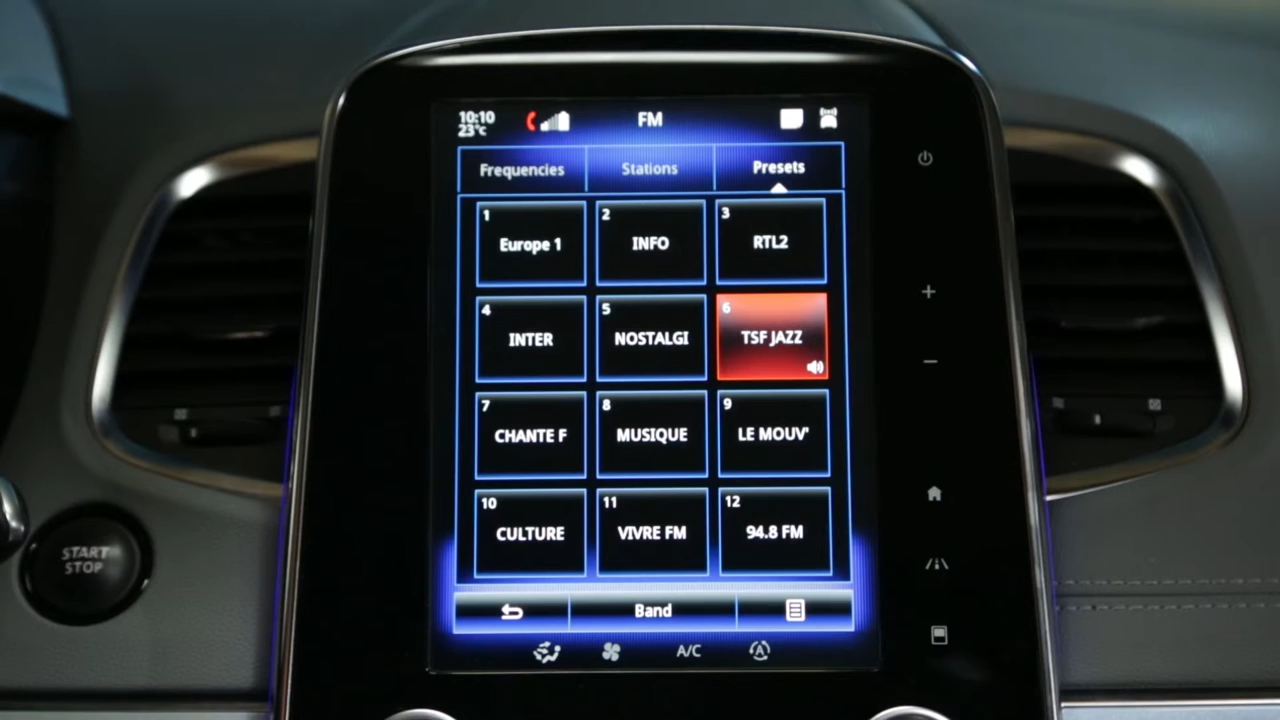 10:10
23°C
FM
Frequencies
Stations
Presets
1
Europe 1
2
INFO
3
RTL2
4
INTER
5
NOSTALGI
6
TSF JAZZ
7
CHANTE F
8
MUSIQUE
9
LE MOUV'
10
CULTURE
11
VIVRE FM
12
94.8 FM
Band
A/C
A
+
−
START
STOP